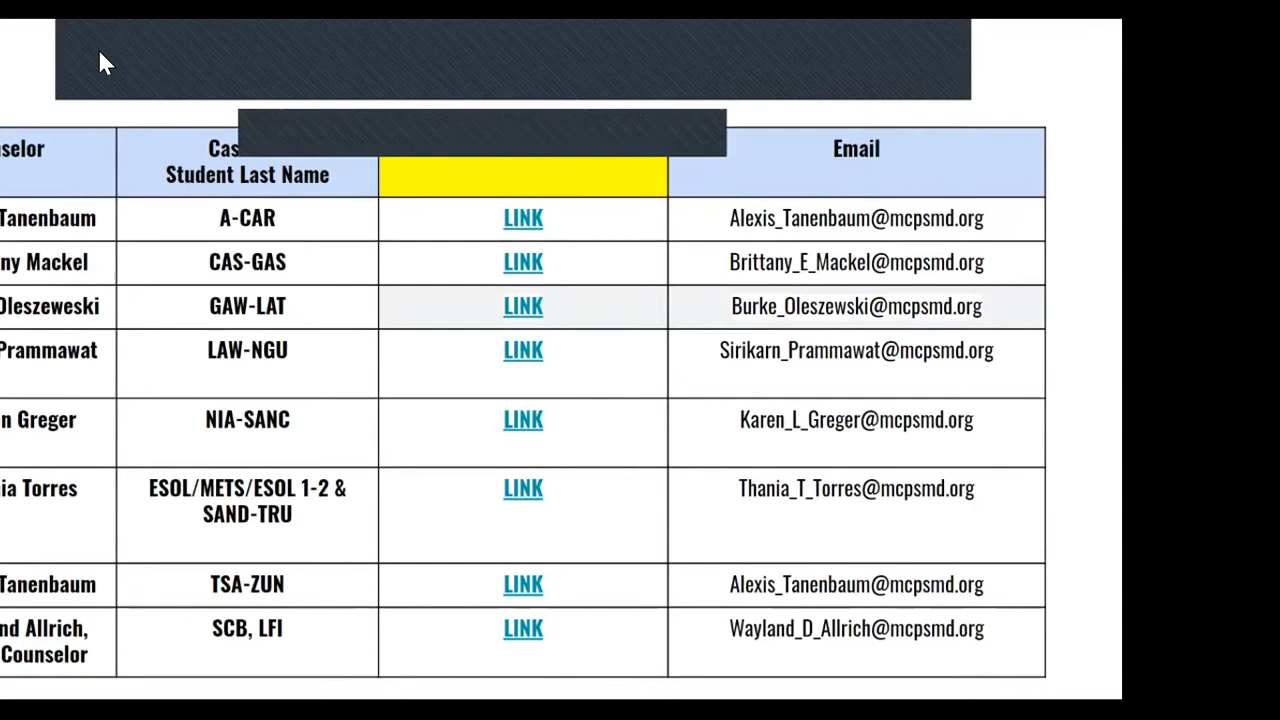 selor Cas Email
Student Last Name
Tanenbaum A-CAR LINK Alexis_Tanenbaum@mcpsmd.org
ny Mackel CAS-GAS LINK Brittany_E_Mackel@mcpsmd.org
Oleszeweski GAW-LAT LINK Burke_Oleszewski@mcpsmd.org
Prammawat LAW-NGU LINK Sirikarn_Prammawat@mcpsmd.org
n Greger NIA-SANC LINK Karen_L_Greger@mcpsmd.org
ia Torres ESOL/METS/ESOL 1-2 & LINK Thania_T_Torres@mcpsmd.org
SAND-TRU
Tanenbaum TSA-ZUN LINK Alexis_Tanenbaum@mcpsmd.org
nd Allrich, SCB, LFI LINK Wayland_D_Allrich@mcpsmd.org
Counselor